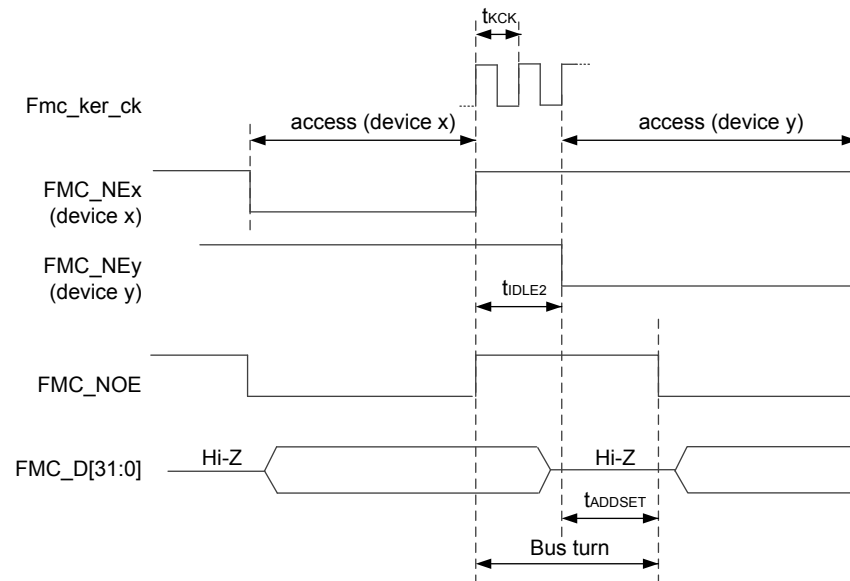 tKCK
Fmc_ker_ck
access (device x)
access (device y)
FMC_NEx
(device x)
FMC_NEy
(device y)
tIDLE2
FMC_NOE
FMC_D[31:0]
Hi-Z
Hi-Z
tADDSET
Bus turn